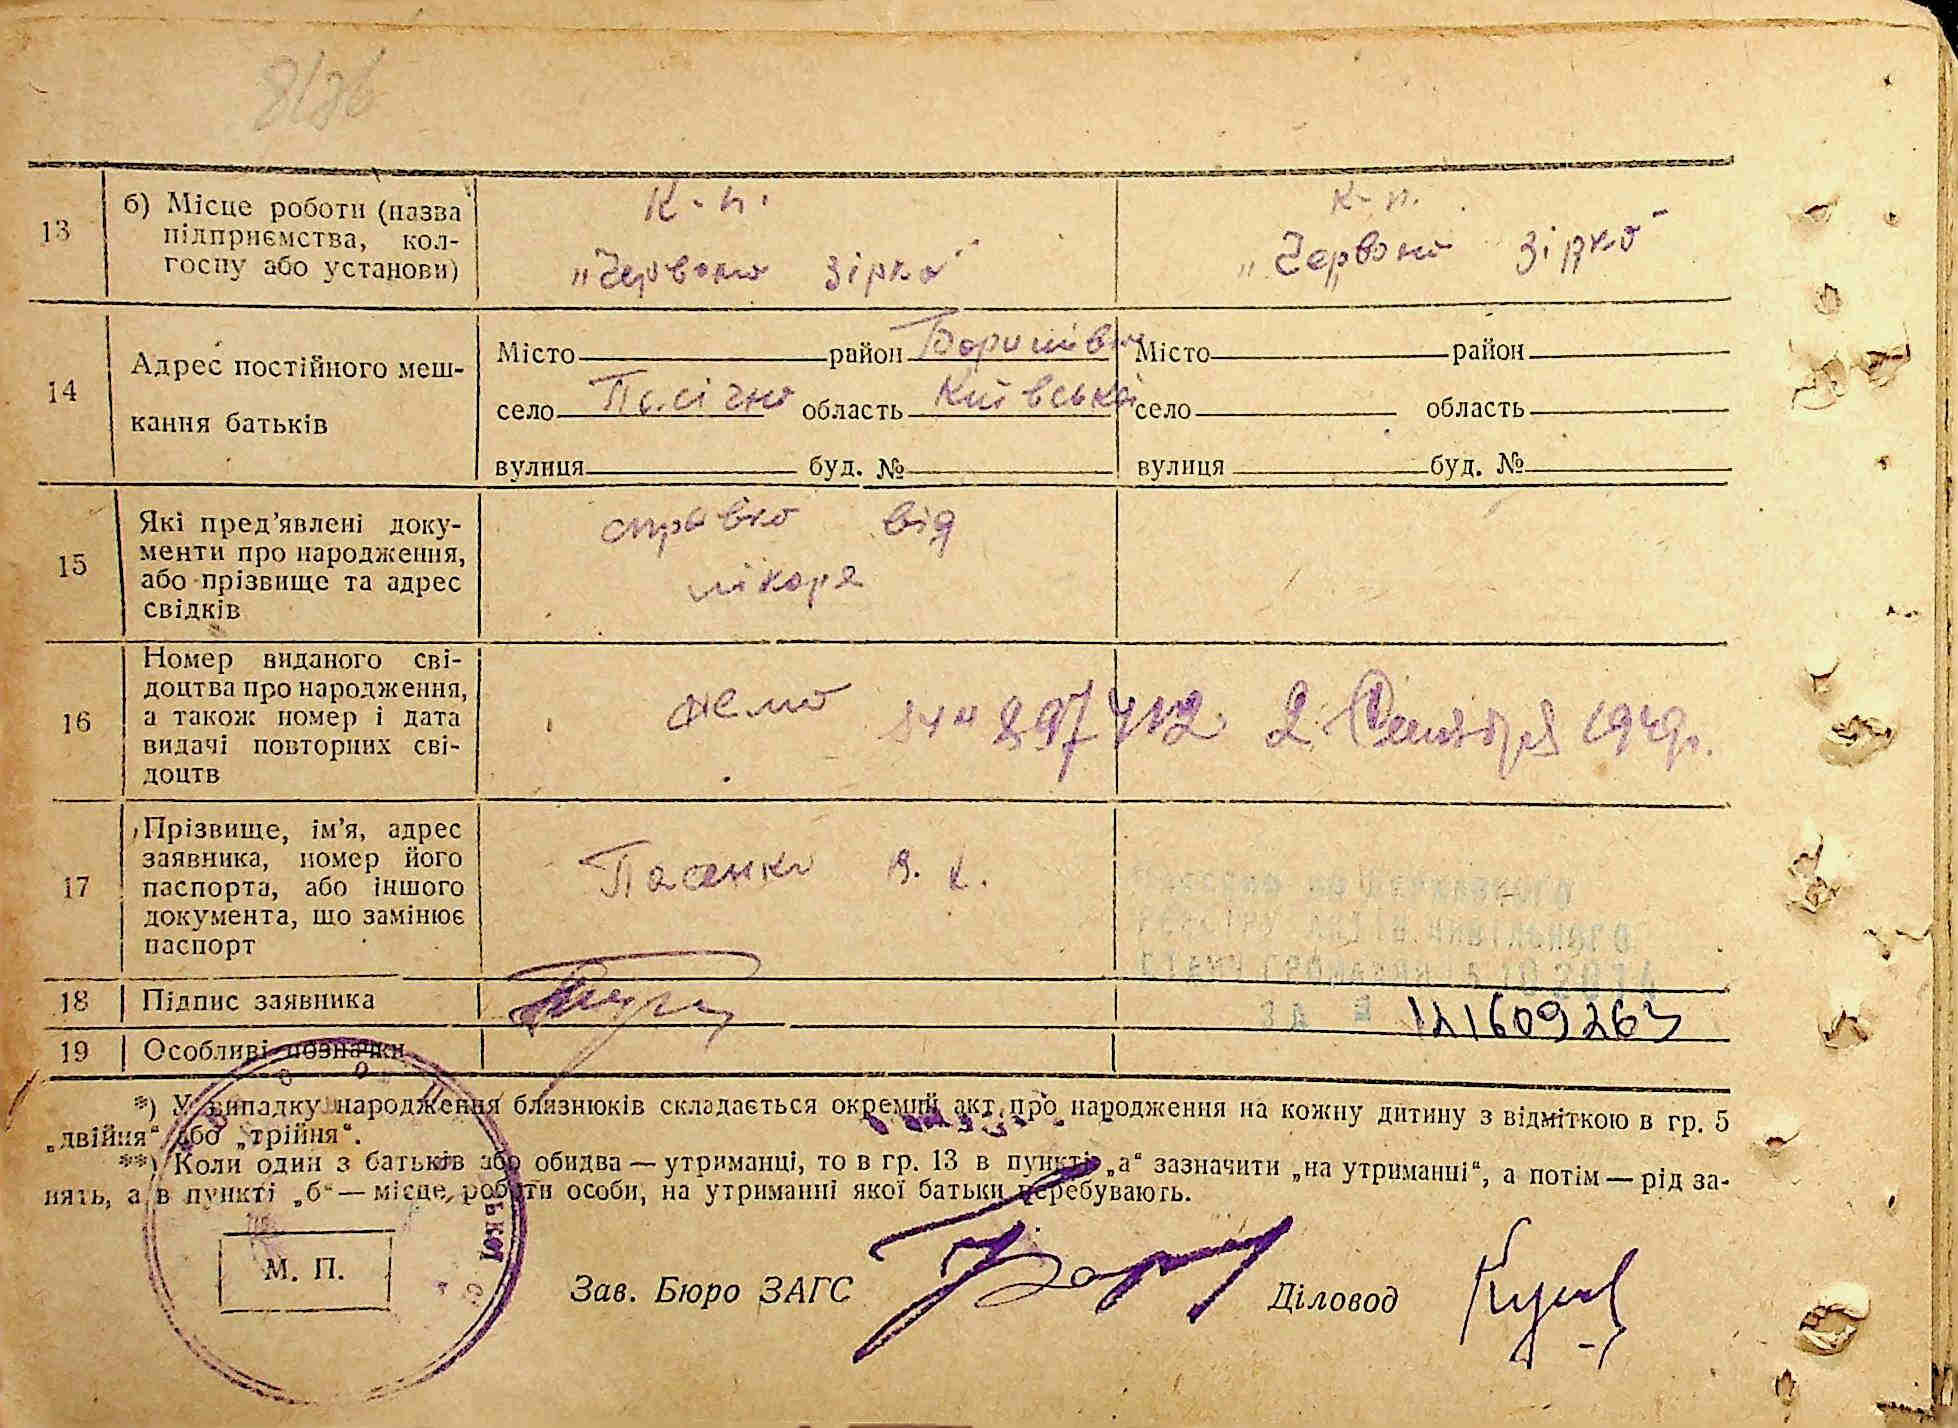 13
б) Місце роботи (назва
підприємства, кол-
госпу або установи)
К-п.
"Червона зірка"
к-п.
"Червона зірка"
14
Адрес постійного меш-
кання батьків
Місто район
село область Київська
вулиця буд. №
Місто район
село область
вулиця буд. №
15
Які пред'явлені доку-
менти про народження,
або прізвище та адрес
свідків
справка від
лікаря
16
Номер виданого сві-
доцтва про народження,
а також номер і дата
видачі повторних сві-
доцтв
897412 2 Сентября 1949г.
17
Прізвище, ім'я, адрес
заявника, номер його
паспорта, або іншого
документа, що замінює
паспорт
18 Підпис заявника
121609263
19 Особливі позначки
*) У випадку народження близнюків складається окремий акт про народження на кожну дитину з відміткою в гр. 5
„двійня“ або „трійня“.
**) Коли один з батьків або обидва — утриманці, то в гр. 13 в пункті „а“ зазначити „на утриманні“, а потім — рід за-
нять, а в пункті „б“ — місце роботи особи, на утриманні якої батьки перебувають.
М. П.
Зав. Бюро ЗАГС
Діловод